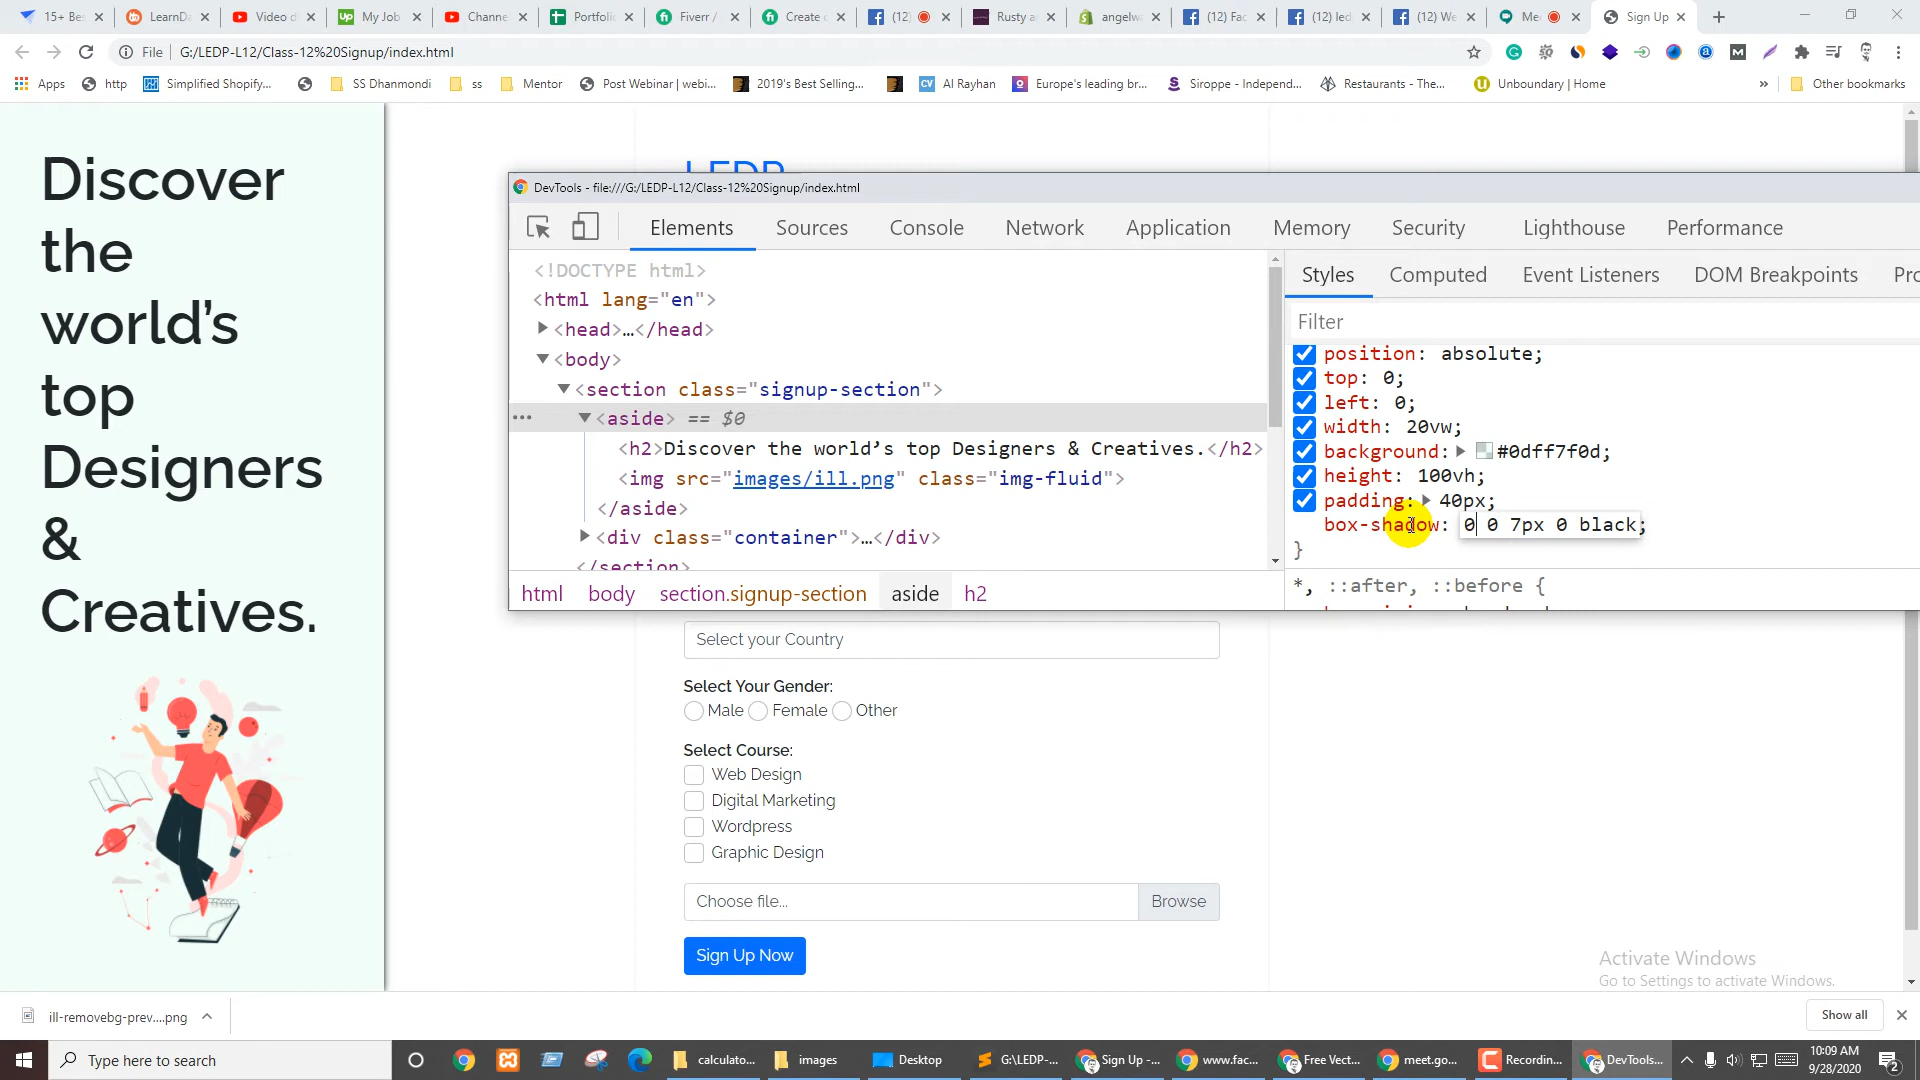 15+ Bes
LearnDa
Video d
My Job
Channe
Portfolio
Fiverr /
Create
(12)
Rusty a
angelwa
(12) Fac
(12) led
(12) We
Me
Sign Up
File G:/LEDP-L12/Class-12%20Signup/index.html
Apps
http
Simplified Shopify...
SS Dhanmondi
ss
Mentor
Post Webinar | webi...
2019's Best Selling...
CV Al Rayhan
Europe's leading br...
Siroppe - Independ...
Restaurants - The...
Unboundary | Home
»
Other bookmarks
Discover
the
world's
top
Designers
&
Creatives.
LEDP
DevTools - file:///G:/LEDP-L12/Class-12%20Signup/index.html
Elements Sources Console Network Application Memory Security Lighthouse Performance
<!DOCTYPE html>
<html lang="en">
<head>…</head>
<body>
<section class="signup-section">
<aside> == $0
<h2>Discover the world’s top Designers & Creatives.</h2>
<img src="images/ill.png" class="img-fluid">
</aside>
<div class="container">…</div>
</section>
html body section.signup-section aside h2
Styles Computed Event Listeners DOM Breakpoints Pro
Filter
position: absolute;
top: 0;
left: 0;
width: 20vw;
background: #0dff7f0d;
height: 100vh;
padding: 40px;
box-shadow: 0 0 7px 0 black;
}
*, ::after, ::before {
Select your Country
Select Your Gender:
Male Female Other
Select Course:
Web Design
Digital Marketing
Wordpress
Graphic Design
Choose file... Browse
Sign Up Now
Activate Windows
Go to Settings to activate Windows.
ill-removebg-prev....png
Show all
Type here to search
calculato...
images
Desktop
G:\LEDP-...
Sign Up -...
www.fac...
Free Vect...
meet.go...
Recordin...
DevTools...
10:09 AM
9/28/2020
2